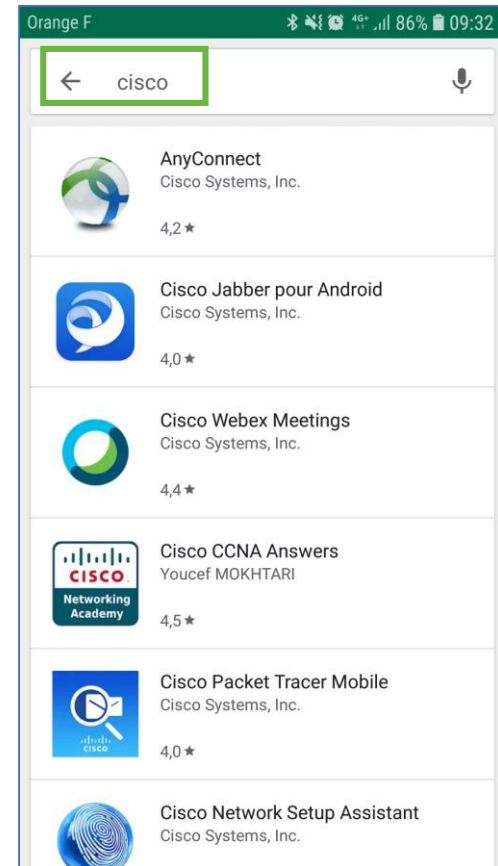 Orange F 4G+ 86% 09:32
cisco
AnyConnect
Cisco Systems, Inc.
4,2★
Cisco Jabber pour Android
Cisco Systems, Inc.
4,0★
Cisco Webex Meetings
Cisco Systems, Inc.
4,4★
CISCO
Networking
Academy
Cisco CCNA Answers
Youcef MOKHTARI
4,5★
cisco
Cisco Packet Tracer Mobile
Cisco Systems, Inc.
4,0★
Cisco Network Setup Assistant
Cisco Systems, Inc.